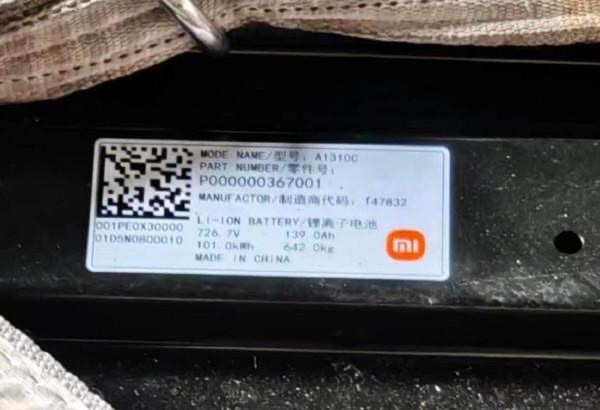 MODEL NAME/型号: A1310C
PART NUMBER/零件号:
P000000367001
MANUFACTOR/制造商代码: f47832
001PE0X30000
01D5N0800010
LI-ION BATTERY/锂离子电池
726.7V 139.0Ah
101.0kWh 642.0kg
MADE IN CHINA
mi